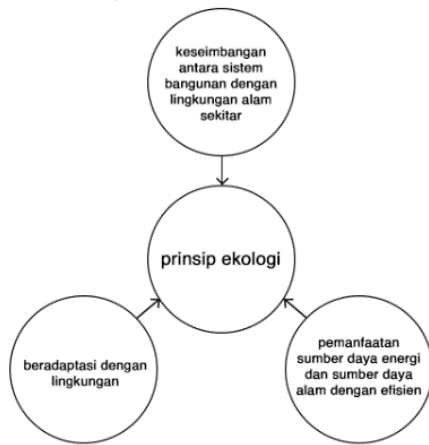 keseimbangan
antara sistem
bangunan dengan
lingkungan alam
sekitar
prinsip ekologi
beradaptasi dengan
lingkungan
pemanfaatan
sumber daya energi
dan sumber daya
alam dengan efisien